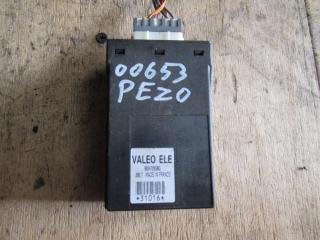 00653
PEZO
VALEO ELE
MADE IN FRANCE
*31016*